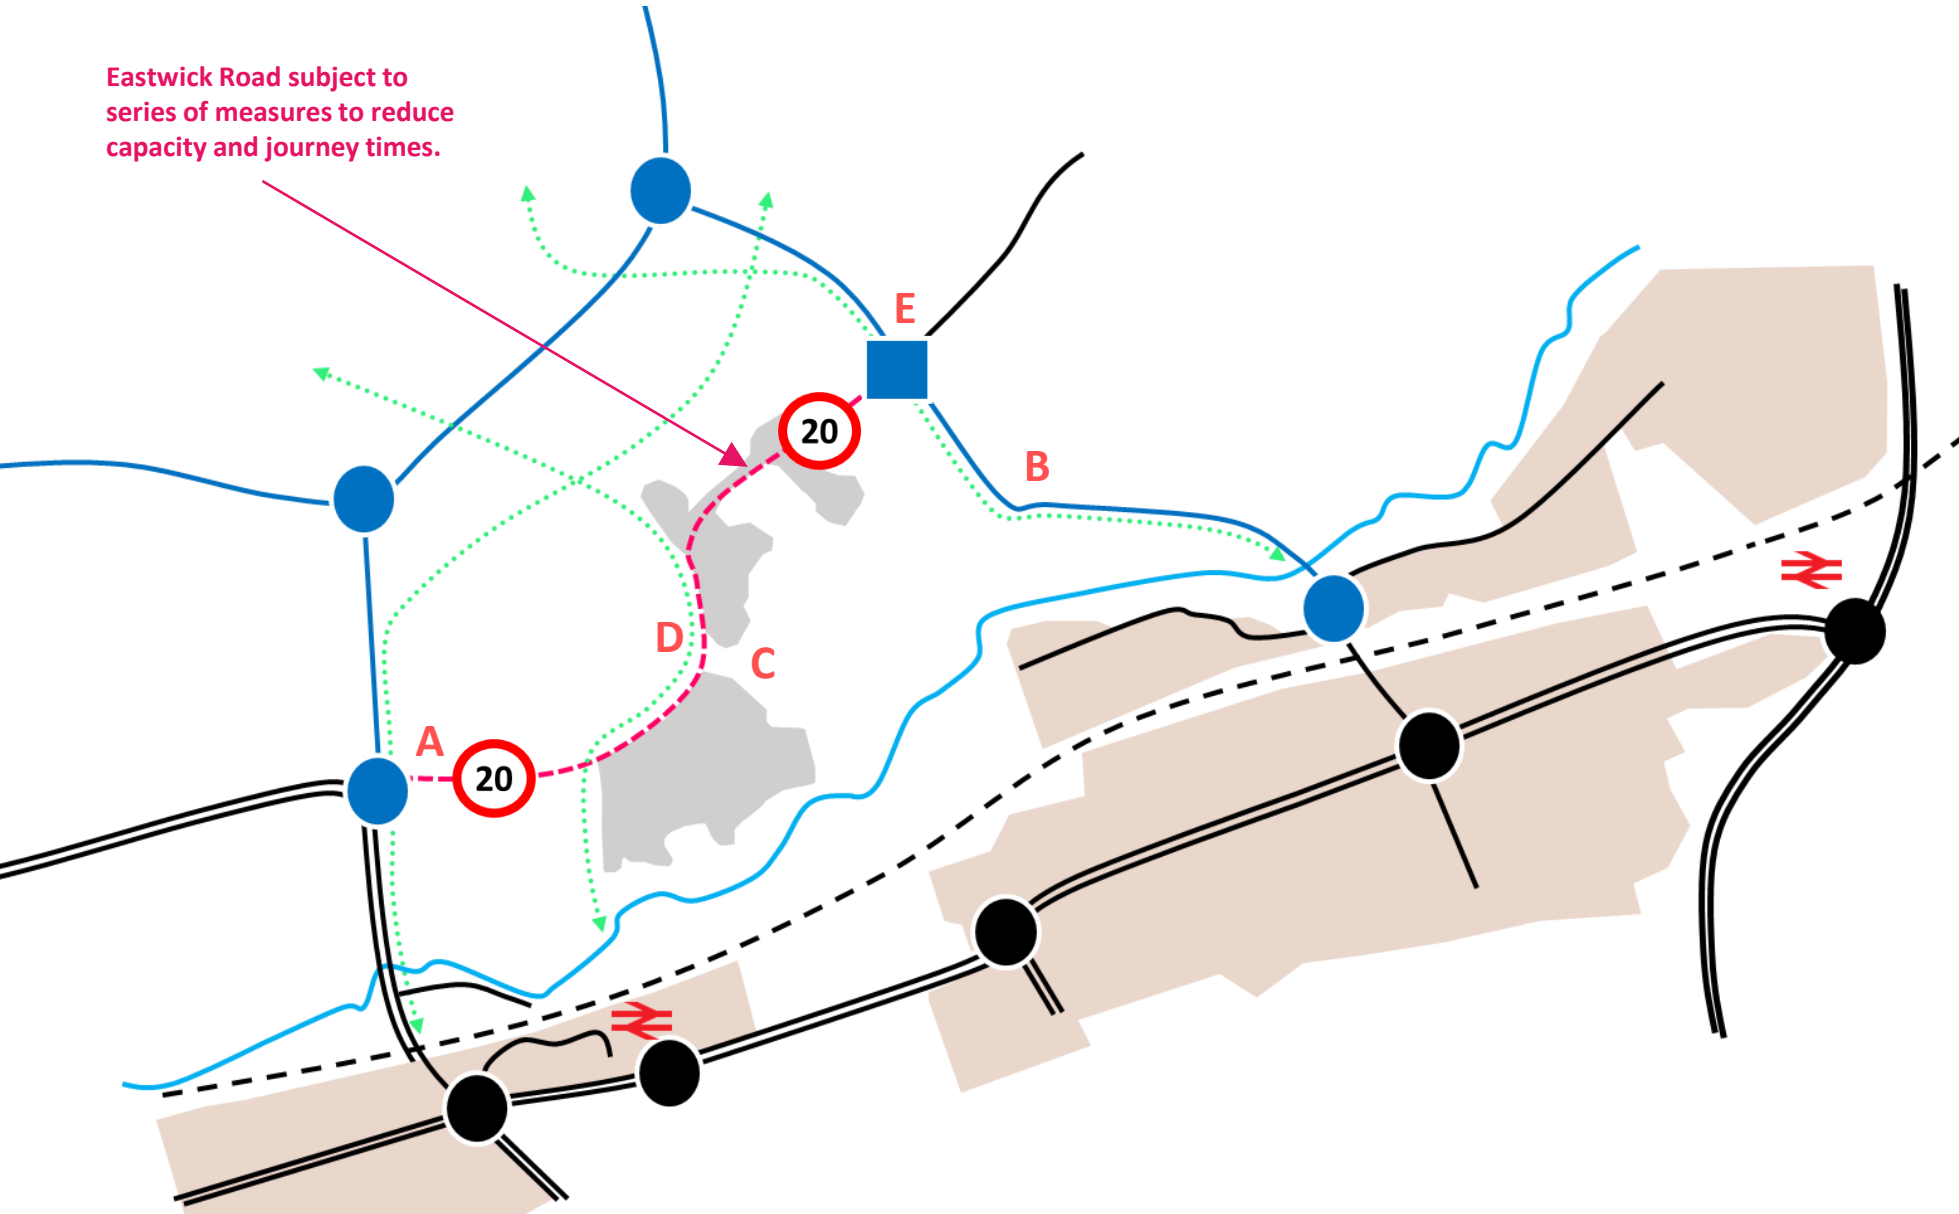 Eastwick Road subject to
series of measures to reduce
capacity and journey times.
E
20
B
D
C
A
20